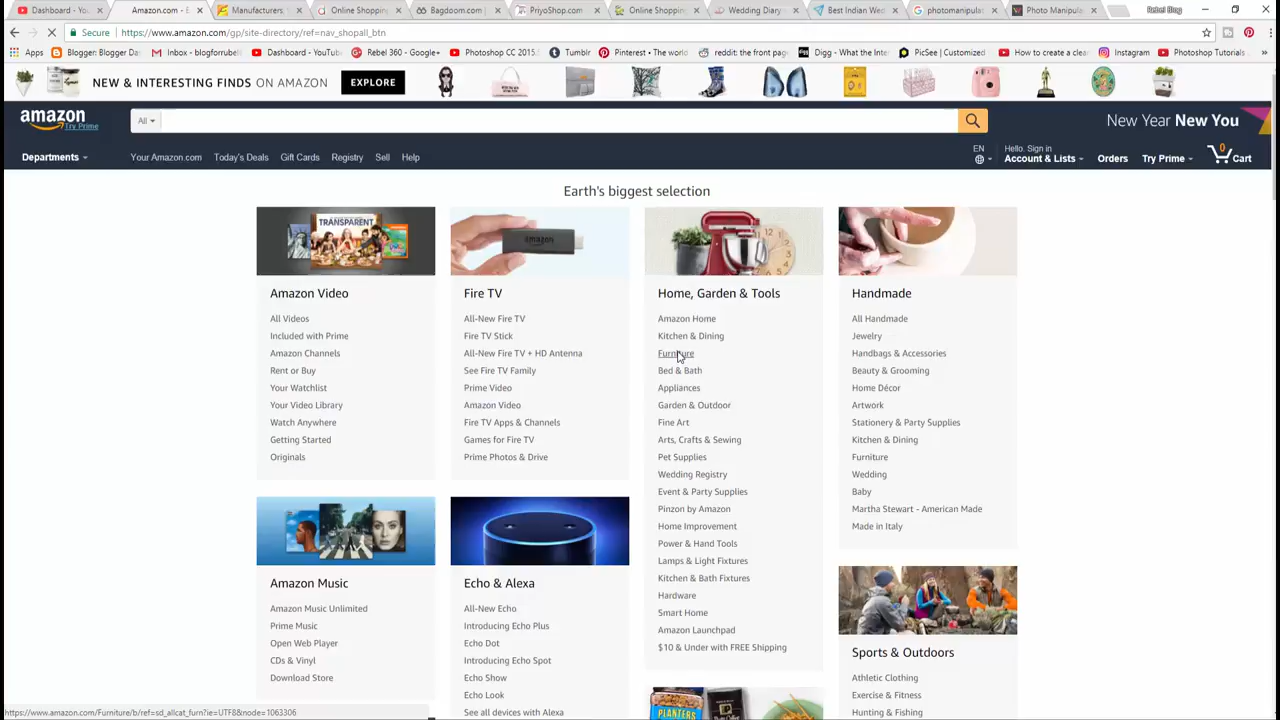 Dashboard - You
Amazon.com - E
Manufacturers,
Online Shopping
Bagdoom.com |
PriyoShop.com
Online Shopping
Wedding Diary
Best Indian Wed
photomanipulat
Photo Manipula
Rebel Blog
Secure https://www.amazon.com/gp/site-directory/ref=nav_shopall_btn
Apps Blogger: Blogger Da Inbox - blogforrubel Dashboard - YouTube Rebel 360 - Google+ Photoshop CC 2015. Tumblr Pinterest • The world reddit: the front page Digg - What the Inte PicSee | Customized How to create a clear Instagram Photoshop Tutorials
NEW & INTERESTING FINDS ON AMAZON EXPLORE
amazon
Try Prime
All
New Year New You
Departments Your Amazon.com Today's Deals Gift Cards Registry Sell Help
EN
Hello. Sign in
Account & Lists Orders Try Prime 0 Cart
Earth's biggest selection
TRANSPARENT
Amazon Video
All Videos
Included with Prime
Amazon Channels
Rent or Buy
Your Watchlist
Your Video Library
Watch Anywhere
Getting Started
Originals
Amazon Music
Amazon Music Unlimited
Prime Music
Open Web Player
CDs & Vinyl
Download Store
amazon
Fire TV
All-New Fire TV
Fire TV Stick
All-New Fire TV + HD Antenna
See Fire TV Family
Prime Video
Amazon Video
Fire TV Apps & Channels
Games for Fire TV
Prime Photos & Drive
Echo & Alexa
All-New Echo
Introducing Echo Plus
Echo Dot
Introducing Echo Spot
Echo Show
Echo Look
See all devices with Alexa
Home, Garden & Tools
Amazon Home
Kitchen & Dining
Furniture
Bed & Bath
Appliances
Garden & Outdoor
Fine Art
Arts, Crafts & Sewing
Pet Supplies
Wedding Registry
Event & Party Supplies
Pinzon by Amazon
Home Improvement
Power & Hand Tools
Lamps & Light Fixtures
Kitchen & Bath Fixtures
Hardware
Smart Home
Amazon Launchpad
$10 & Under with FREE Shipping
PLANTERS
Handmade
All Handmade
Jewelry
Handbags & Accessories
Beauty & Grooming
Home Décor
Artwork
Stationery & Party Supplies
Kitchen & Dining
Furniture
Wedding
Baby
Martha Stewart - American Made
Made in Italy
Sports & Outdoors
Athletic Clothing
Exercise & Fitness
Hunting & Fishing
https://www.amazon.com/Furniture/b/ref=sd_allcat_furn?ie=UTF8&node=1063306